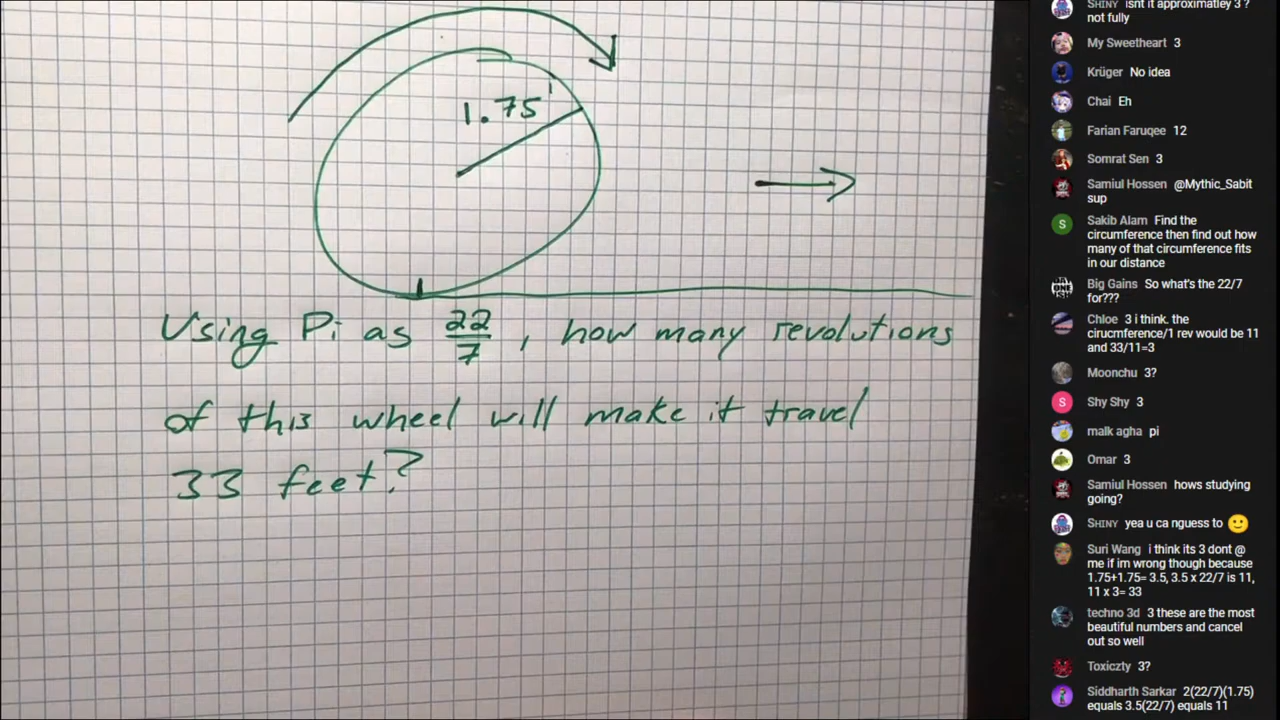 1.75'
Using Pi as 22/7, how many revolutions
of this wheel will make it travel
33 feet?
SHINY isnt it approximatley 3 ?
not fully
My Sweetheart 3
Krüger No idea
Chai Eh
Farian Faruqee 12
Somrat Sen 3
Samiul Hossen @Mythic_Sabit
sup
S
Sakib Alam Find the
circumference then find out how
many of that circumference fits
in our distance
Big Gains So what's the 22/7
for???
Chloe 3 i think. the
cirucmference/1 rev would be 11
and 33/11=3
Moonchu 3?
S
Shy Shy 3
malk agha pi
Omar 3
Samiul Hossen hows studying
going?
SHINY yea u ca nguess to 🙂
Suri Wang i think its 3 dont @
me if im wrong though because
1.75+1.75= 3.5, 3.5 x 22/7 is 11,
11 x 3= 33
techno 3d 3 these are the most
beautiful numbers and cancel
out so well
Toxiczty 3?
Siddharth Sarkar 2(22/7)(1.75)
equals 3.5(22/7) equals 11